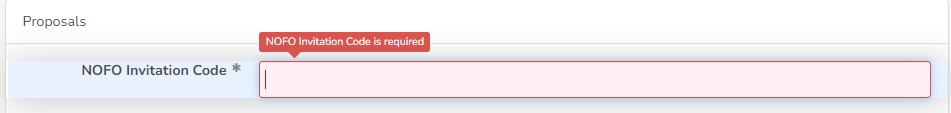 Proposals
NOFO Invitation Code is required
NOFO Invitation Code *